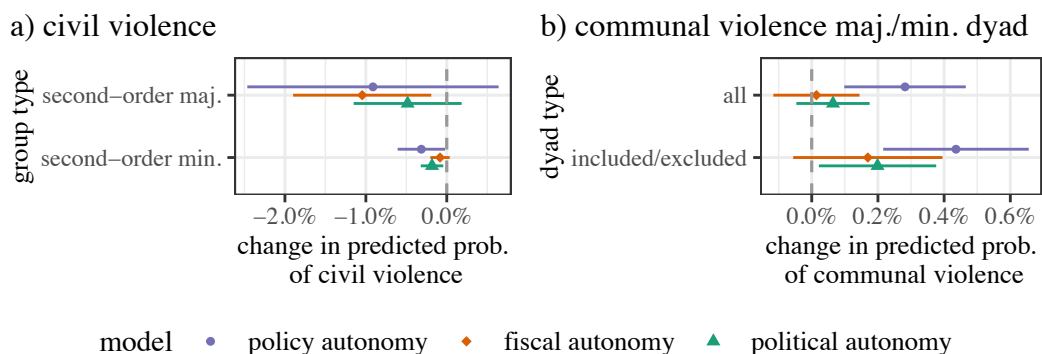 a) civil violence
group type
second−order maj.
second−order min.
−2.0%
−1.0%
0.0%
change in predicted prob.
of civil violence
b) communal violence maj./min. dyad
dyad type
all
included/excluded
0.0%
0.2%
0.4%
0.6%
change in predicted prob.
of communal violence
model
policy autonomy
fiscal autonomy
political autonomy